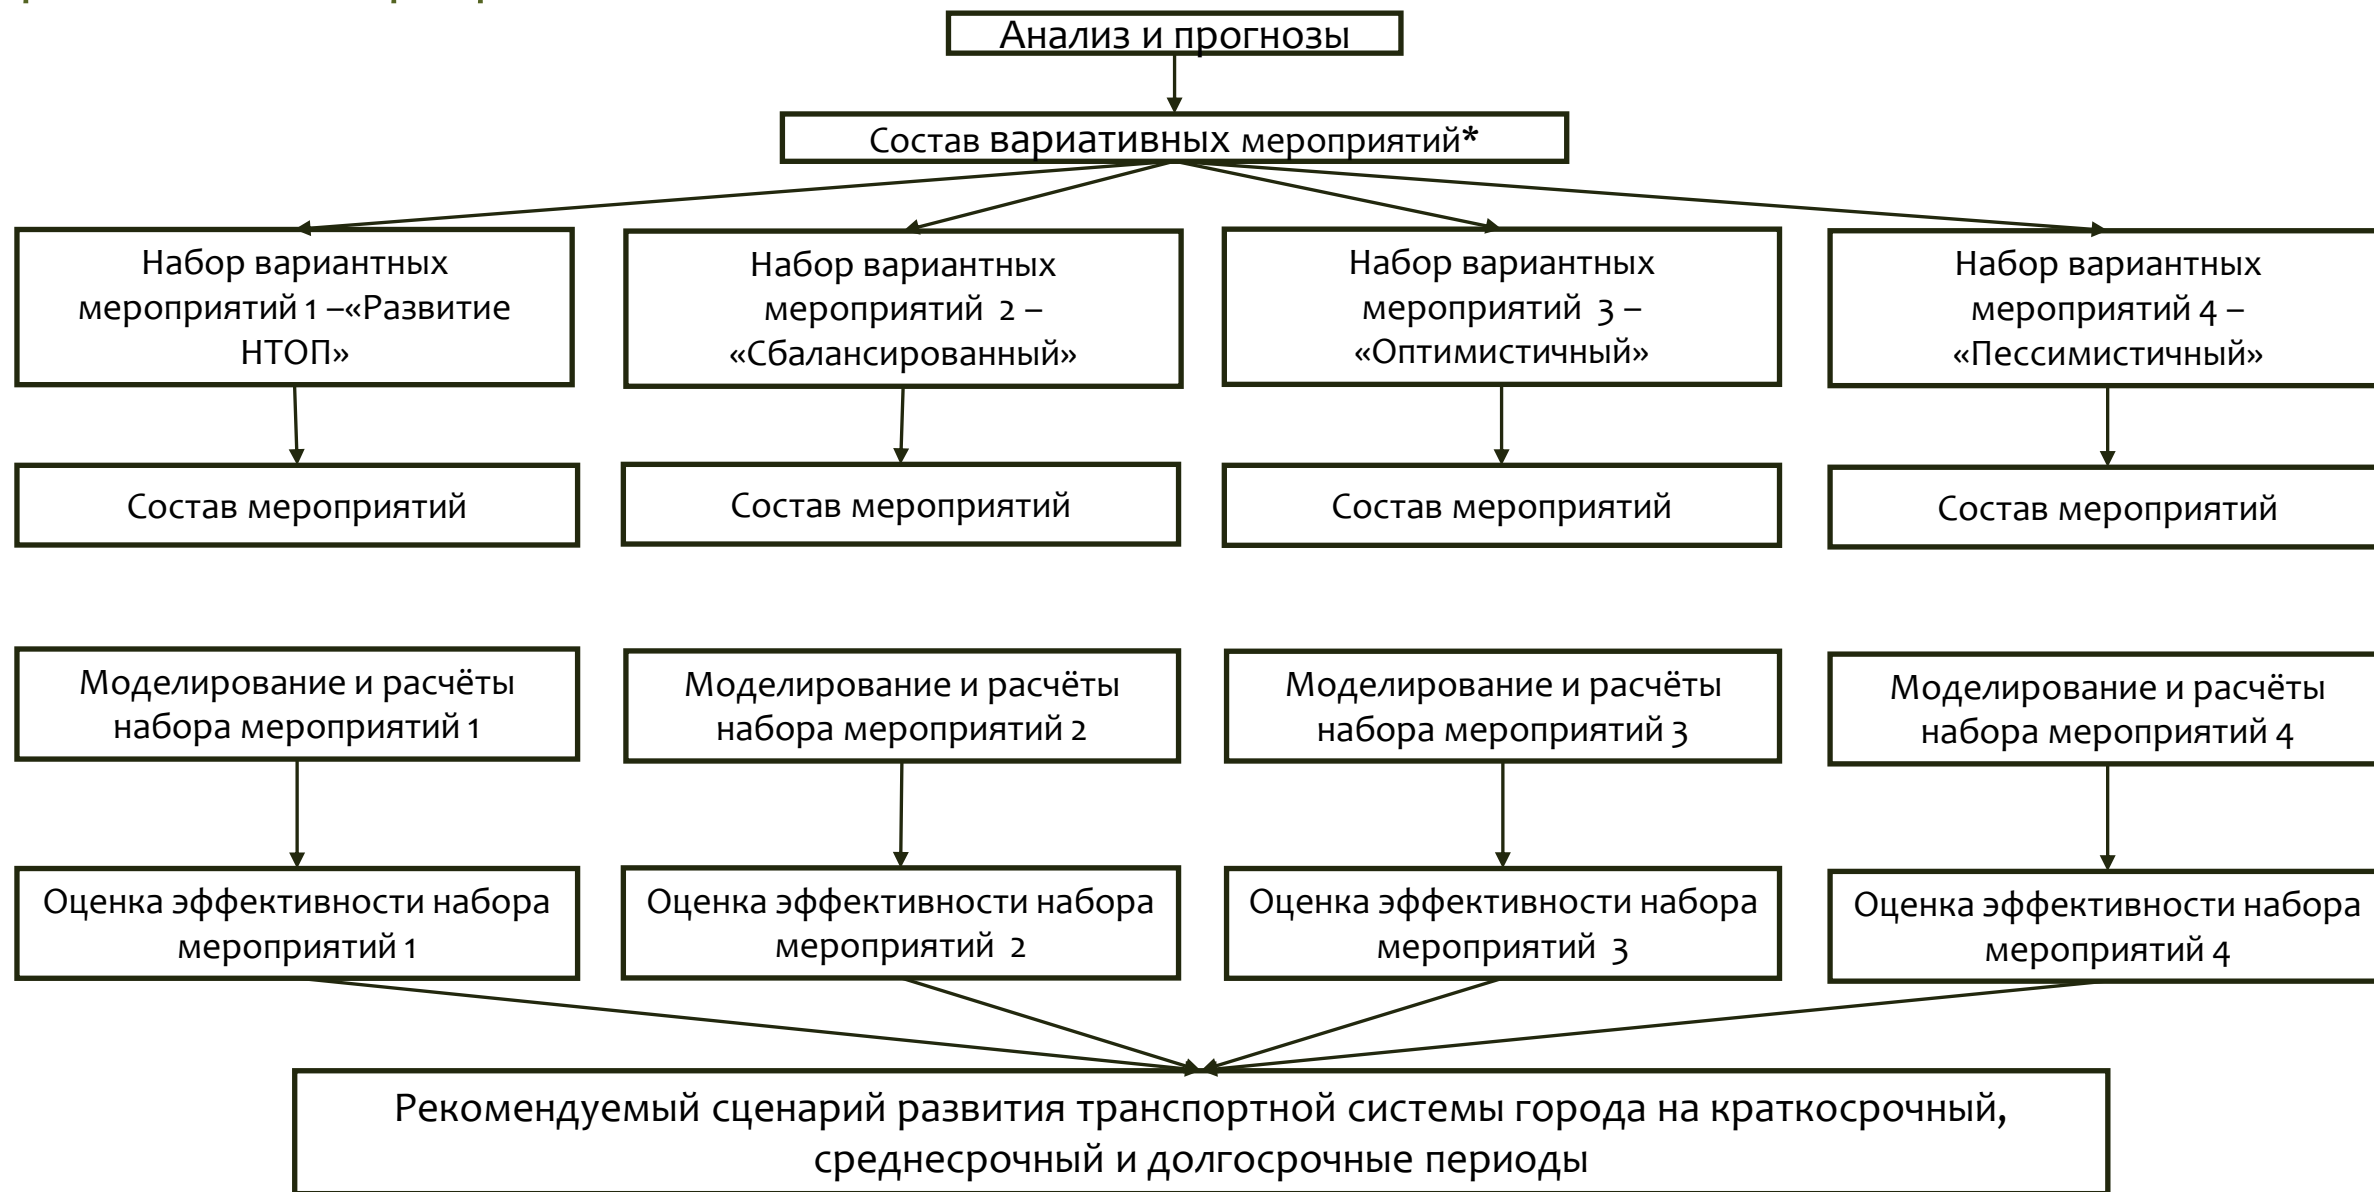 Анализ и прогнозы
Состав вариативных мероприятий*
Набор вариантных
мероприятий 1 –«Развитие
НТОП»
Набор вариантных
мероприятий 2 –
«Сбалансированный»
Набор вариантных
мероприятий 3 –
«Оптимистичный»
Набор вариантных
мероприятий 4 –
«Пессимистичный»
Состав мероприятий
Состав мероприятий
Состав мероприятий
Состав мероприятий
Моделирование и расчёты
набора мероприятий 1
Моделирование и расчёты
набора мероприятий 2
Моделирование и расчёты
набора мероприятий 3
Моделирование и расчёты
набора мероприятий 4
Оценка эффективности набора
мероприятий 1
Оценка эффективности набора
мероприятий 2
Оценка эффективности набора
мероприятий 3
Оценка эффективности набора
мероприятий 4
Рекомендуемый сценарий развития транспортной системы города на краткосрочный,
среднесрочный и долгосрочные периоды